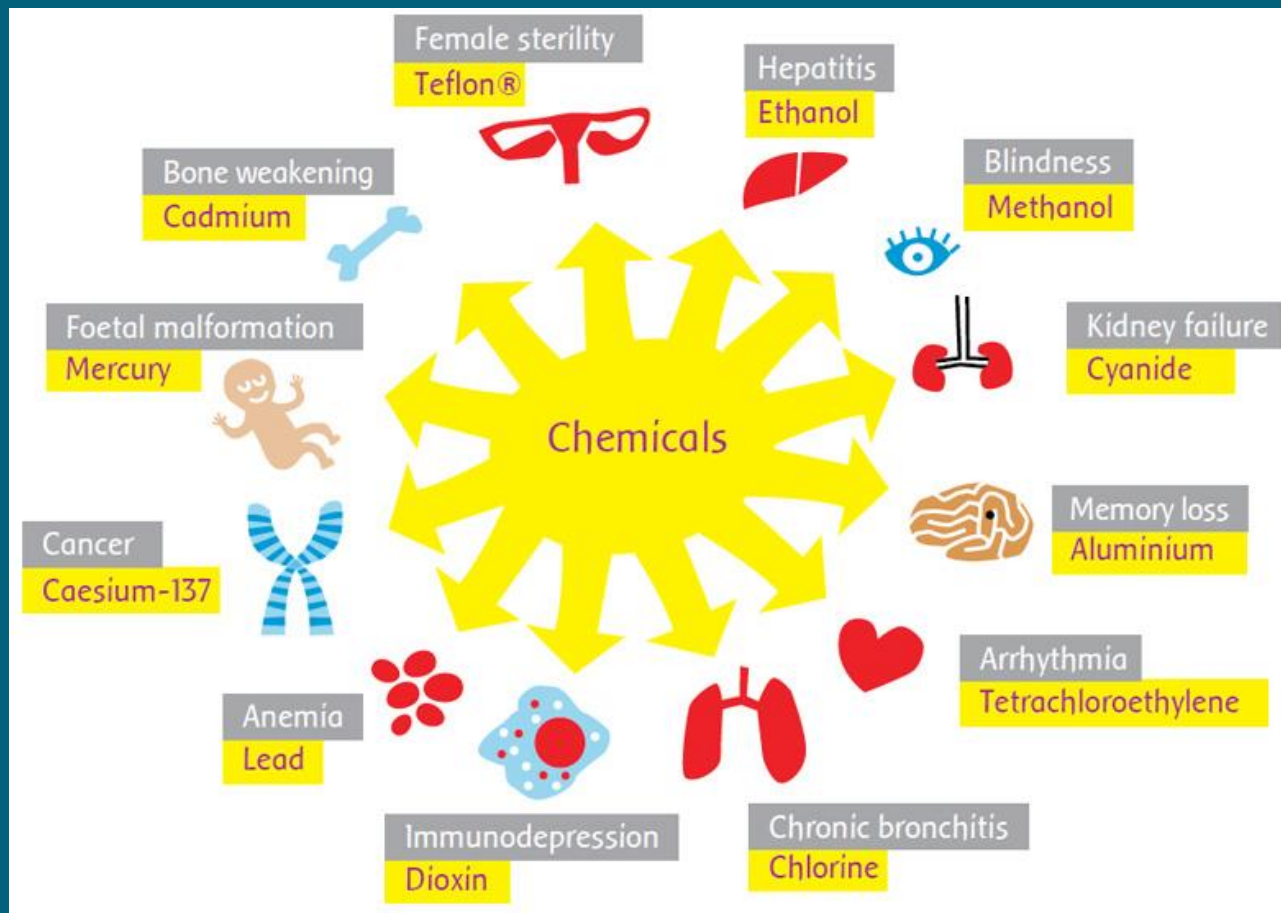 Female sterility
Teflon®
Hepatitis
Ethanol
Blindness
Methanol
Kidney failure
Cyanide
Memory loss
Aluminium
Arrhythmia
Tetrachloroethylene
Chronic bronchitis
Chlorine
Immunodepression
Dioxin
Anemia
Lead
Cancer
Caesium-137
Foetal malformation
Mercury
Bone weakening
Cadmium
Chemicals